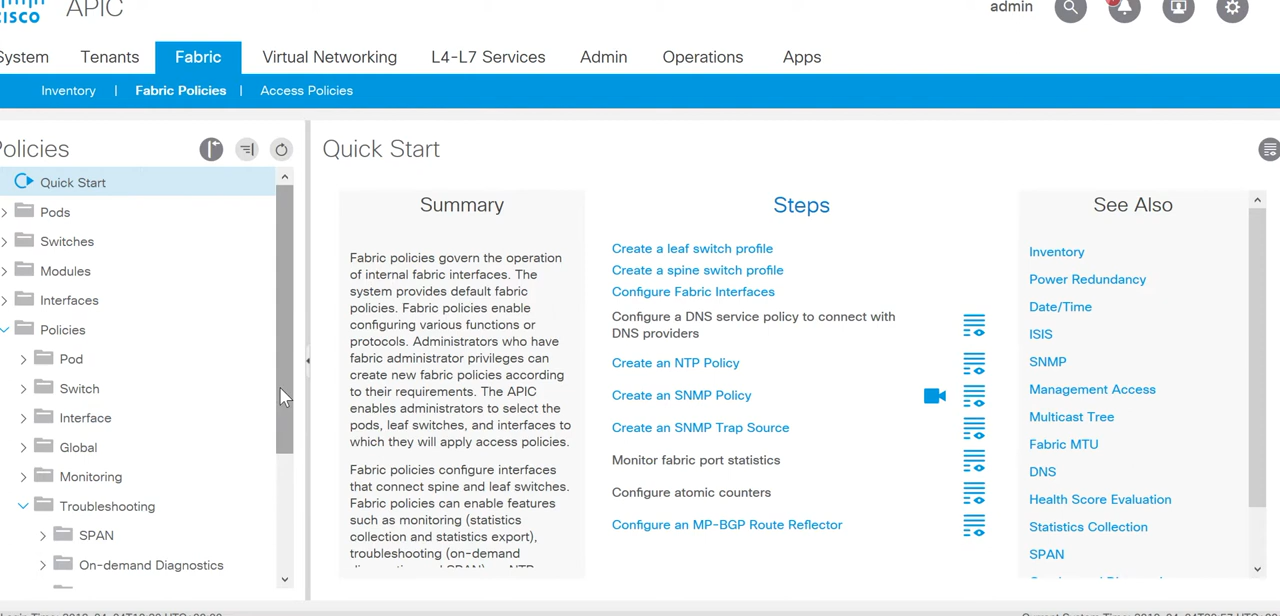 CISCO
APIC
admin
System
Tenants
Fabric
Virtual Networking
L4-L7 Services
Admin
Operations
Apps
Inventory
|
Fabric Policies
|
Access Policies
Policies
Quick Start
Pods
Switches
Modules
Interfaces
Policies
Pod
Switch
Interface
Global
Monitoring
Troubleshooting
SPAN
On-demand Diagnostics
Quick Start
Summary
Fabric policies govern the operation
of internal fabric interfaces. The
system provides default fabric
policies. Fabric policies enable
configuring various functions or
protocols. Administrators who have
fabric administrator privileges can
create new fabric policies according
to their requirements. The APIC
enables administrators to select the
pods, leaf switches, and interfaces to
which they will apply access policies.
Fabric policies configure interfaces
that connect spine and leaf switches.
Fabric policies can enable features
such as monitoring (statistics
collection and statistics export),
troubleshooting (on-demand
Steps
Create a leaf switch profile
Create a spine switch profile
Configure Fabric Interfaces
Configure a DNS service policy to connect with
DNS providers
Create an NTP Policy
Create an SNMP Policy
Create an SNMP Trap Source
Monitor fabric port statistics
Configure atomic counters
Configure an MP-BGP Route Reflector
See Also
Inventory
Power Redundancy
Date/Time
ISIS
SNMP
Management Access
Multicast Tree
Fabric MTU
DNS
Health Score Evaluation
Statistics Collection
SPAN